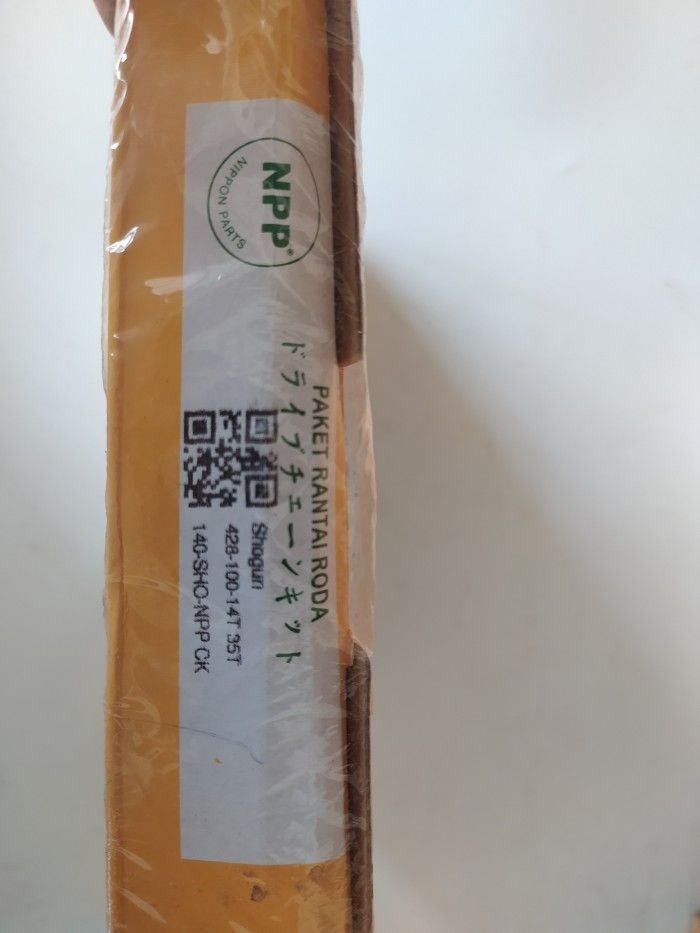 NPP®
NIPPON PARTS
PAKET RANTAI RODA
ドライブチェーンキット
Shogun
428-100-14T 35T
140-SHO-NPP CK